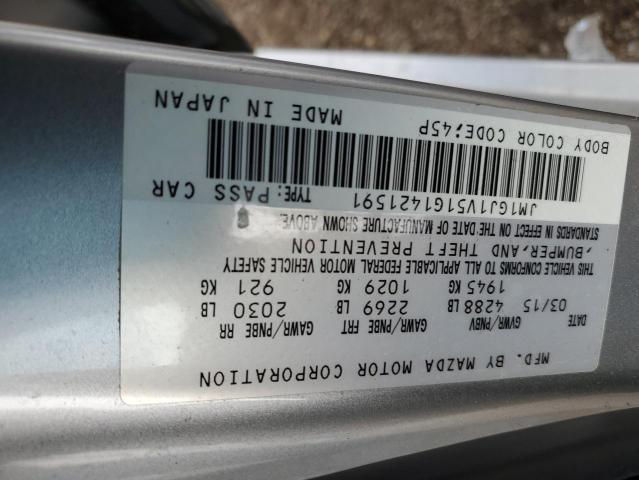 MFD. BY MAZDA MOTOR CORPORATION
DATE GVWR/PNBV GAWR/PNBE FRT GAWR/PNBE RR
03/15 4288 LB 2269 LB 2030 LB
1945 KG 1029 KG 921 KG
THIS VEHICLE CONFORMS TO ALL APPLICABLE FEDERAL MOTOR VEHICLE SAFETY
,BUMPER,AND THEFT PREVENTION
STANDARDS IN EFFECT ON THE DATE OF MANUFACTURE SHOWN ABOVE.
JM1GJ1V51G1421591 TYPE:PASS CAR
BODY COLOR CODE:45P MADE IN JAPAN